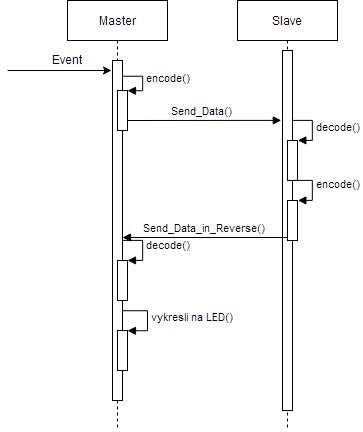 Master
Slave
Event
encode()
Send_Data()
decode()
encode()
Send_Data_in_Reverse()
decode()
vykresli na LED()